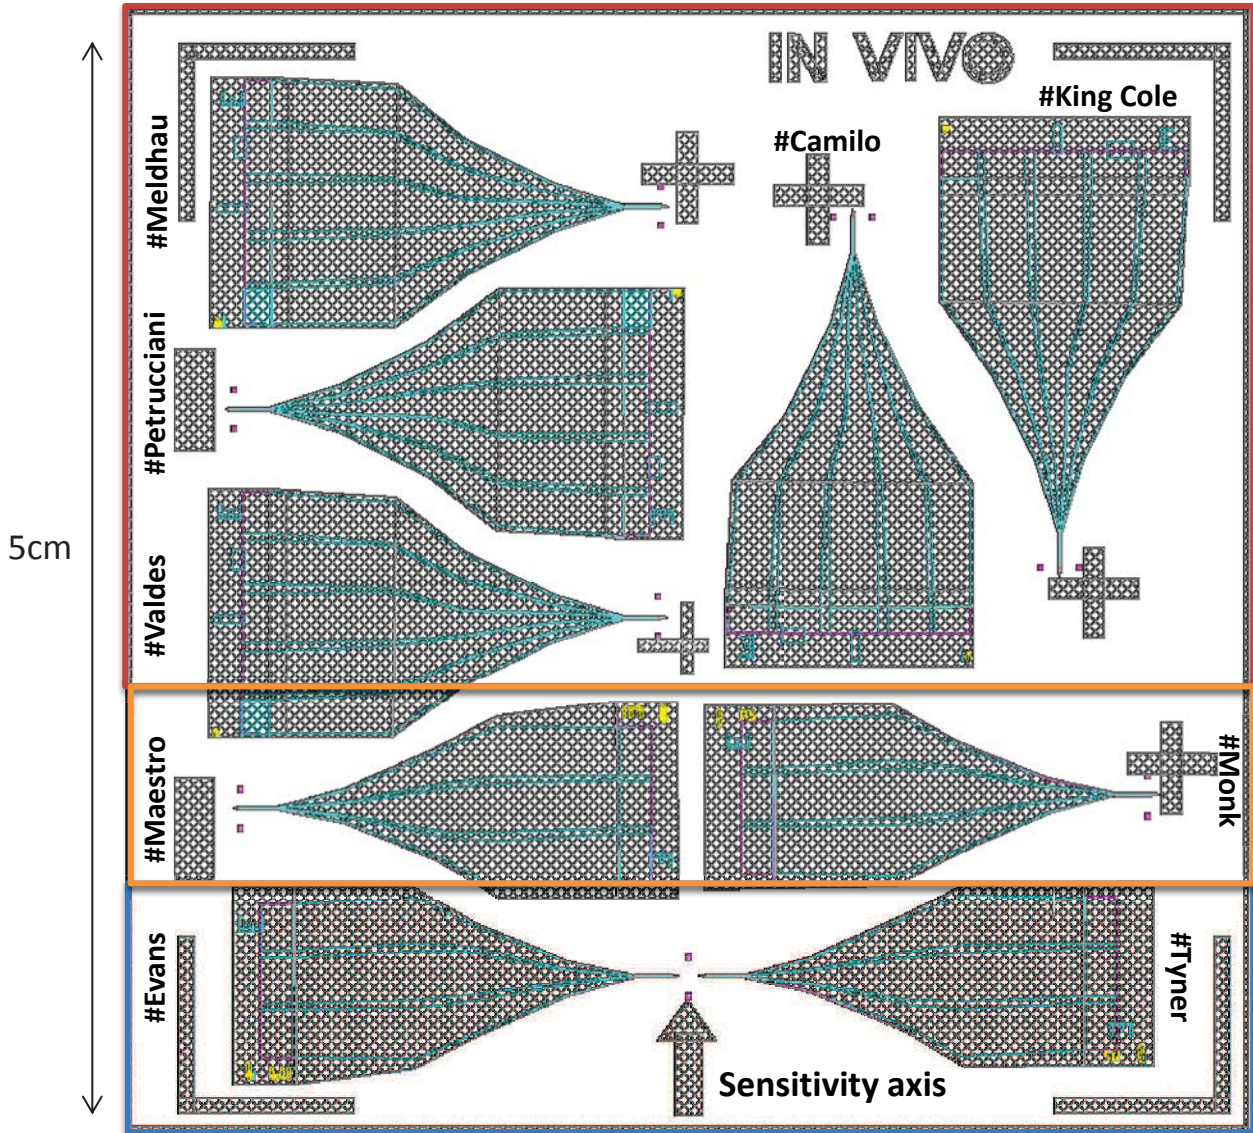 IN VIVO
#King Cole
#Camilo
#Meldhau
#Petrucciani
5cm
#Valdes
#Maestro
#Monk
#Evans
#Tyner
Sensitivity axis